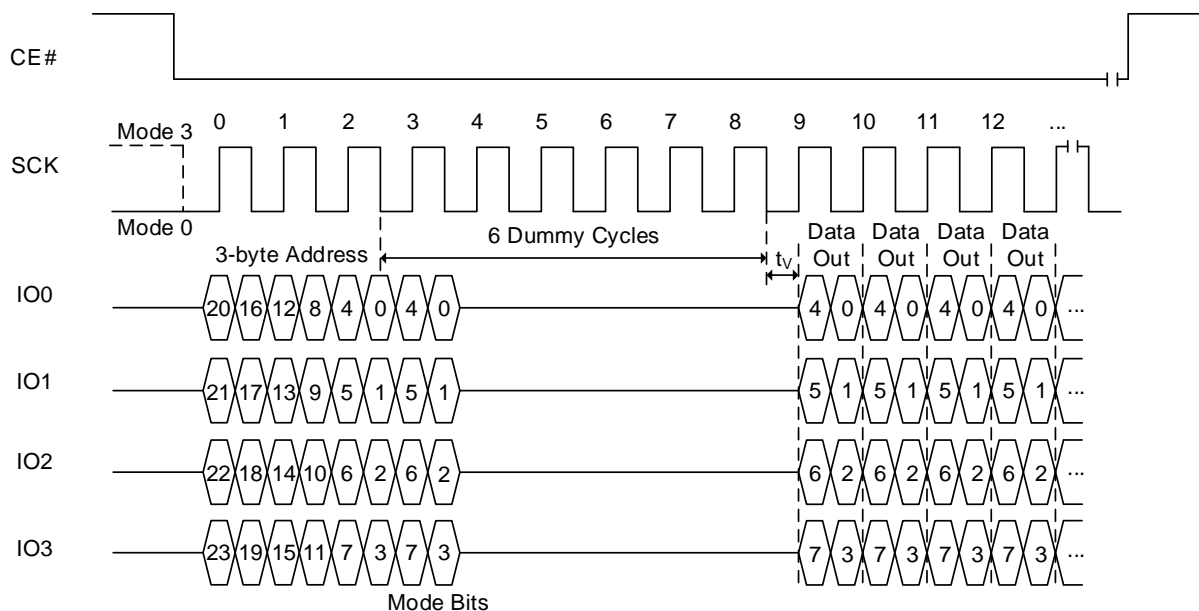 CE#
0 1 2 3 4 5 6 7 8 9 10 11 12 ...
Mode 3
SCK
Mode 0
6 Dummy Cycles
3-byte Address
tV
Data Out
Data Out
Data Out
Data Out
IO0
20 16 12 8 4 0 4 0 4 0 4 0 4 0 4 0 ...
IO1
21 17 13 9 5 1 5 1 5 1 5 1 5 1 5 1 ...
IO2
22 18 14 10 6 2 6 2 6 2 6 2 6 2 6 2 ...
IO3
23 19 15 11 7 3 7 3 7 3 7 3 7 3 7 3 ...
Mode Bits